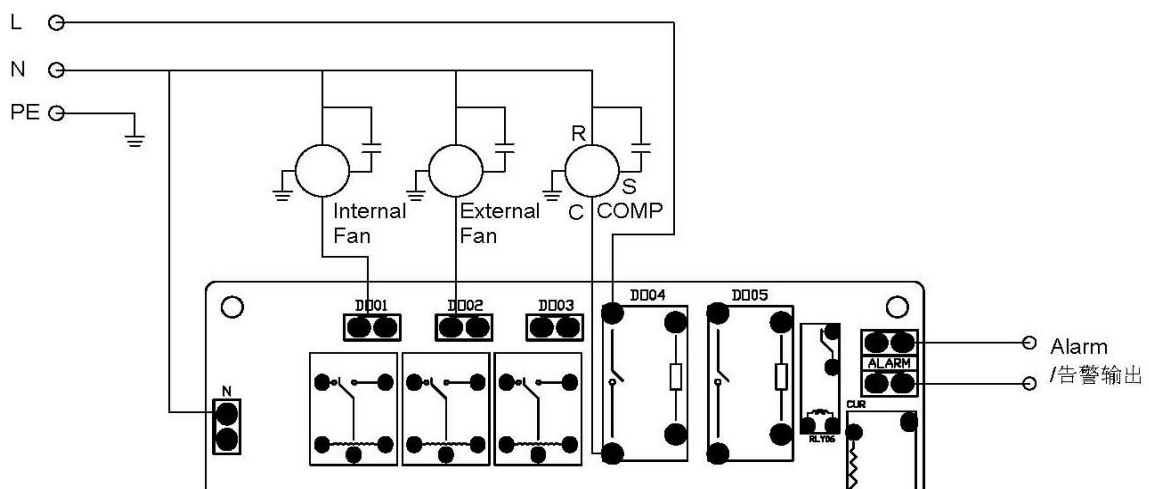 L
N
PE
R
S
Internal
Fan
External
Fan
C COMP
DO01
DO02
DO03
DO04
DO05
Alarm
/告警输出
ALARM
N
CUR
RLY06